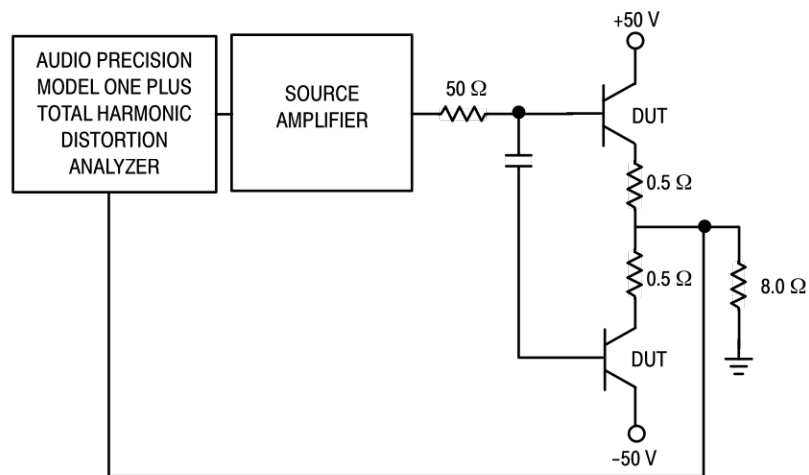 AUDIO PRECISION
MODEL ONE PLUS
TOTAL HARMONIC
DISTORTION
ANALYZER
SOURCE
AMPLIFIER
50 Ω
+50 V
DUT
0.5 Ω
0.5 Ω
8.0 Ω
DUT
−50 V